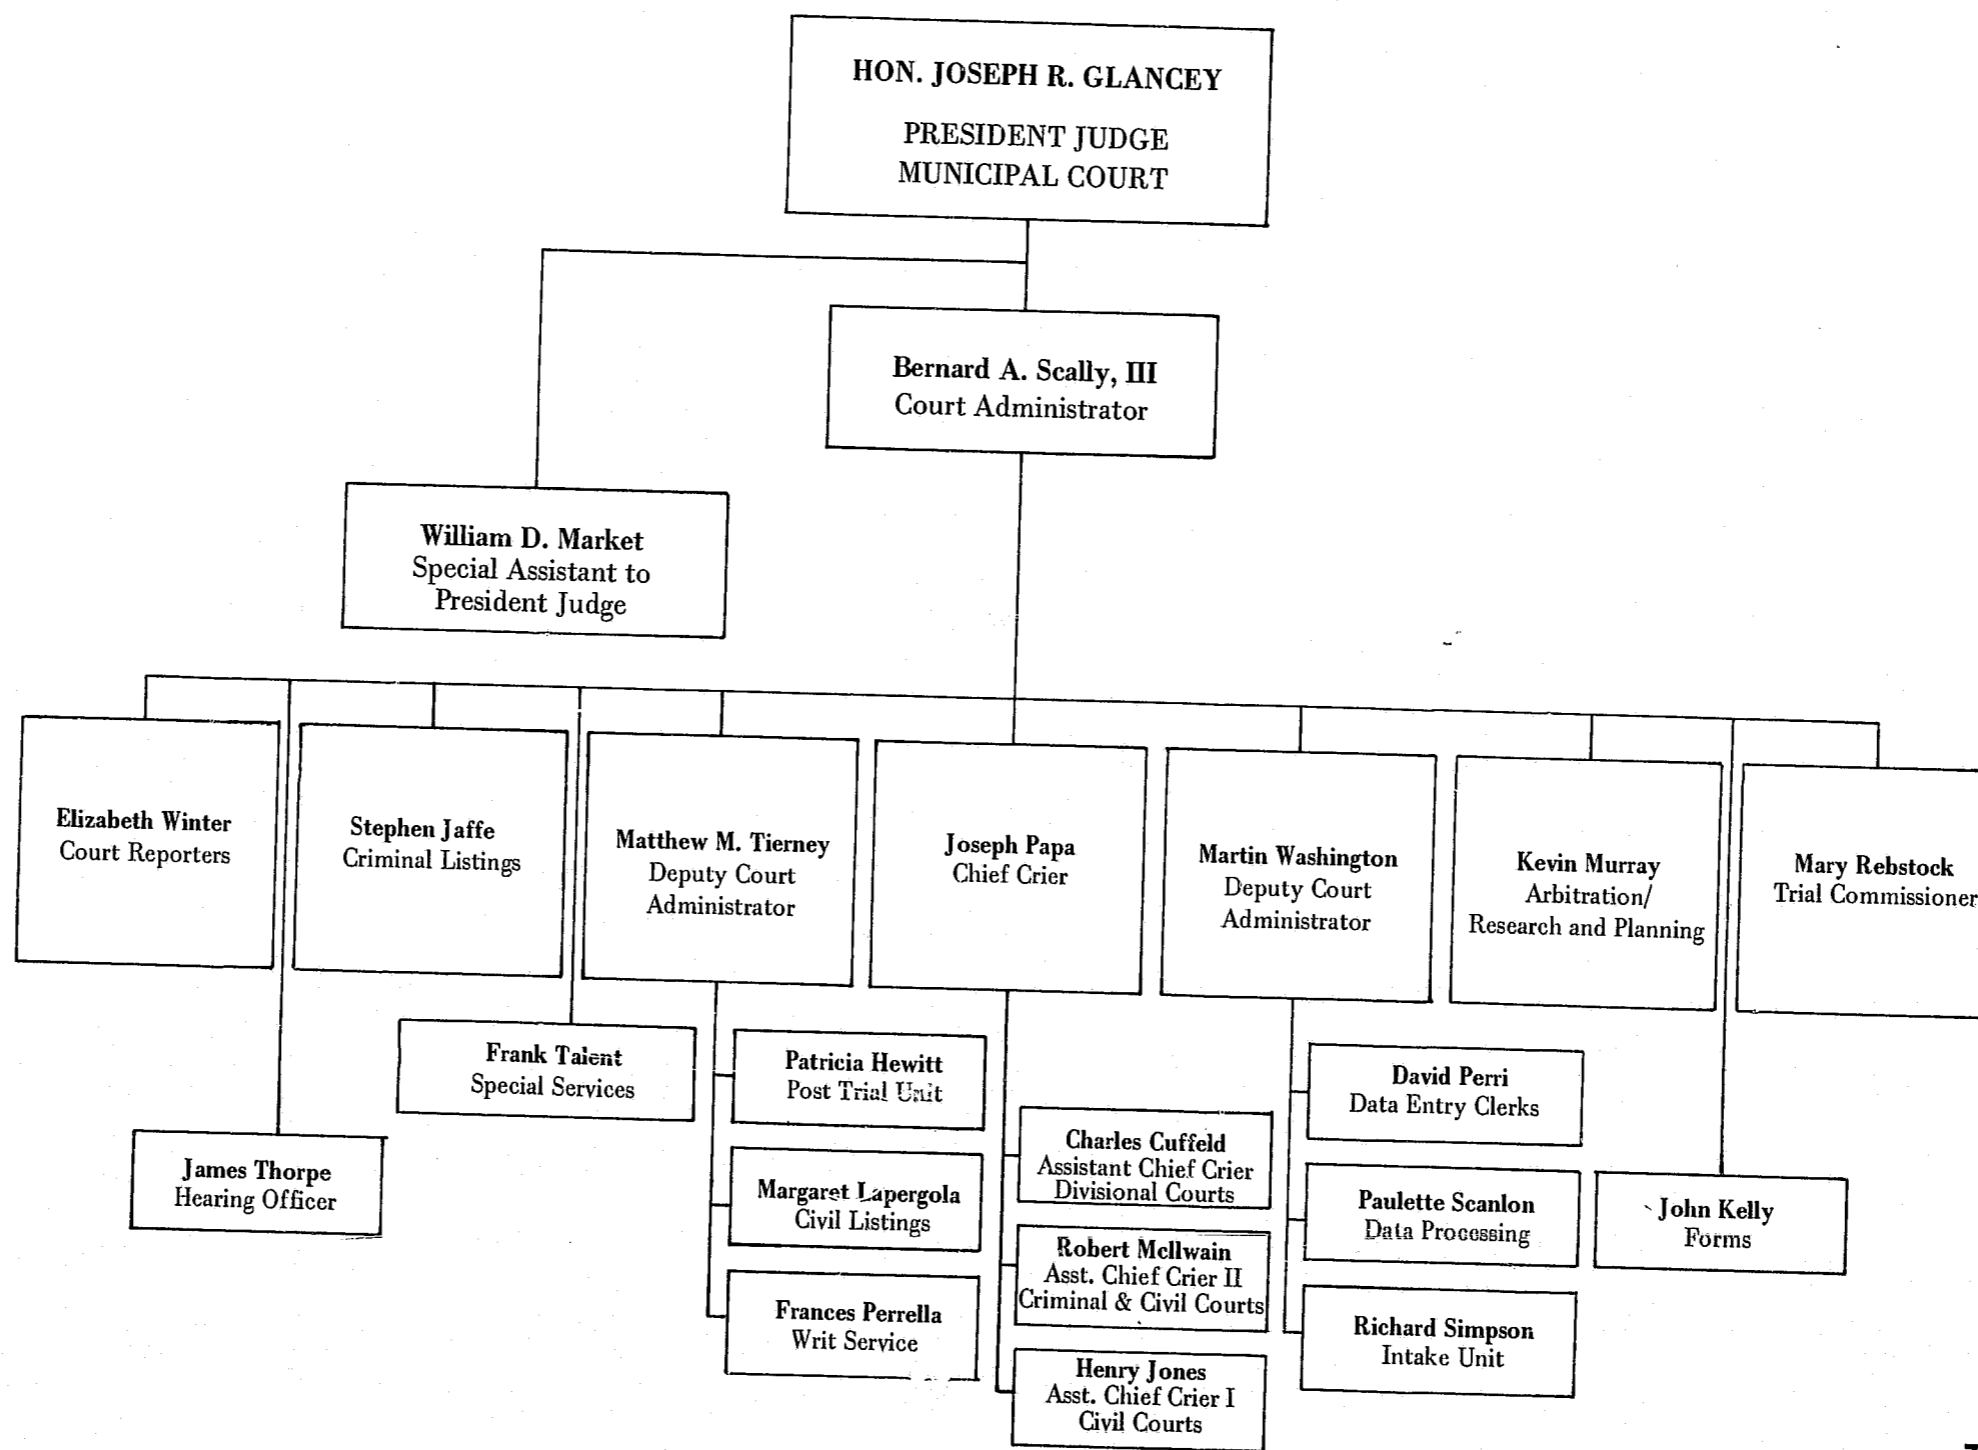 HON. JOSEPH R. GLANCEY
PRESIDENT JUDGE
MUNICIPAL COURT
Bernard A. Scally, III
Court Administrator
William D. Market
Special Assistant to
President Judge
Elizabeth Winter
Court Reporters
Stephen Jaffe
Criminal Listings
Matthew M. Tierney
Deputy Court
Administrator
Joseph Papa
Chief Crier
Martin Washington
Deputy Court
Administrator
Kevin Murray
Arbitration/
Research and Planning
Mary Rebstock
Trial Commissioner
Frank Talent
Special Services
James Thorpe
Hearing Officer
Patricia Hewitt
Post Trial Unit
Margaret Lapergola
Civil Listings
Frances Perrella
Writ Service
Charles Cuffeld
Assistant Chief Crier
Divisional Courts
Robert McIlwain
Asst. Chief Crier II
Criminal & Civil Courts
Henry Jones
Asst. Chief Crier I
Civil Courts
David Perri
Data Entry Clerks
Paulette Scanlon
Data Processing
Richard Simpson
Intake Unit
John Kelly
Forms